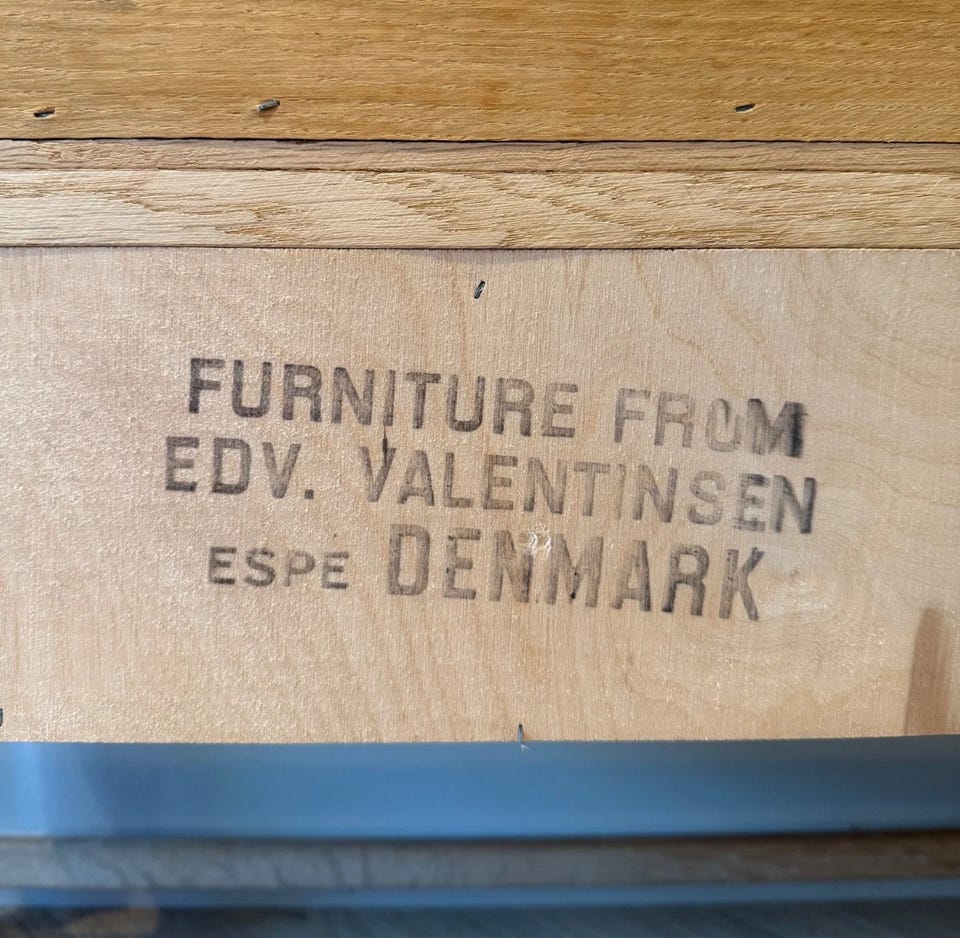 FURNITURE FROM
EDV. VALENTINSEN
ESPE DENMARK